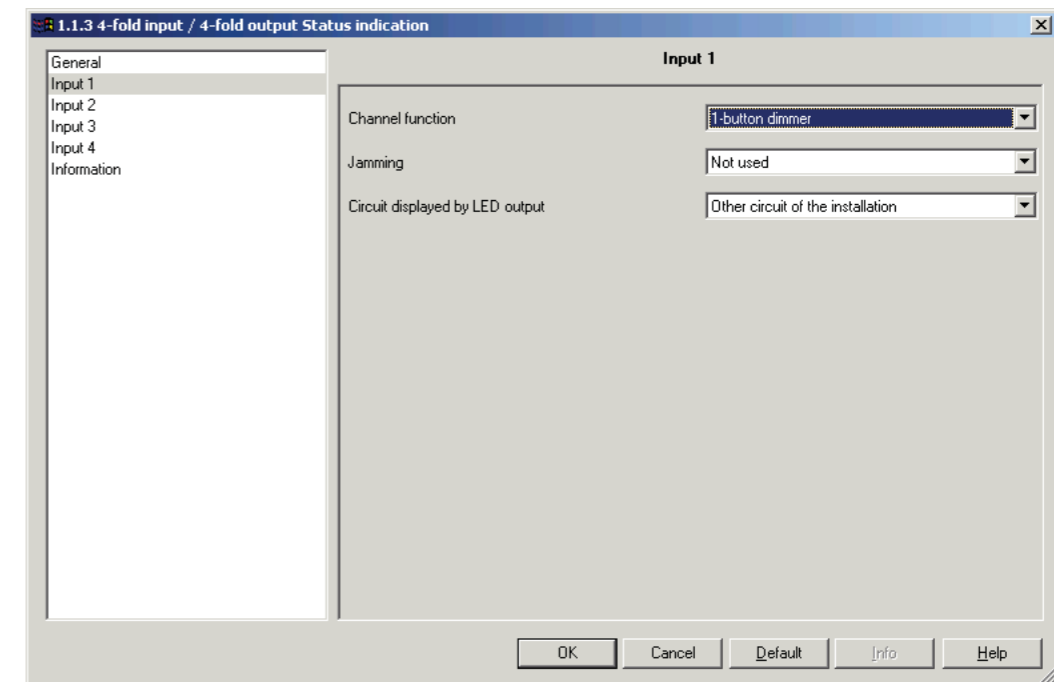 1.1.3 4-fold input / 4-fold output Status indication
General
Input 1
Input 2
Input 3
Input 4
Information
Input 1
Channel function
1-button dimmer
Jamming
Not used
Circuit displayed by LED output
Other circuit of the installation
OK
Cancel
Default
Info
Help